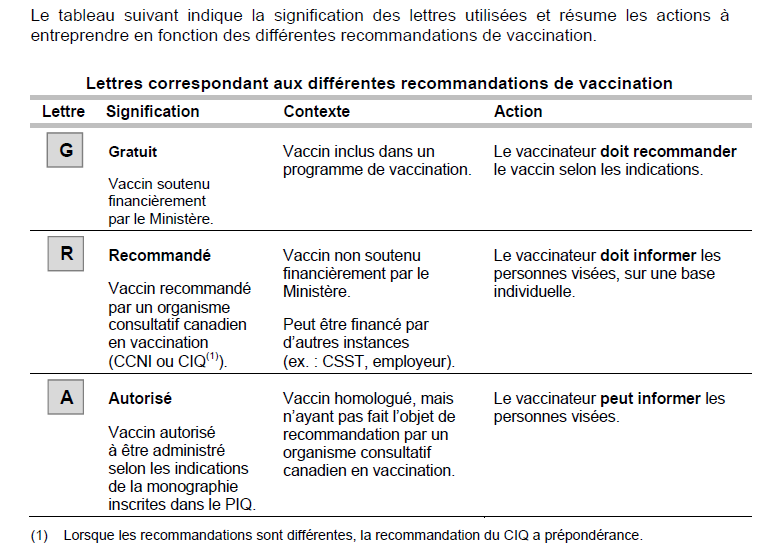 Le tableau suivant indique la signification des lettres utilisées et résume les actions à
entreprendre en fonction des différentes recommandations de vaccination.
Lettres correspondant aux différentes recommandations de vaccination
Lettre Signification Contexte Action
G
Gratuit
Vaccin soutenu
financièrement
par le Ministère.
Vaccin inclus dans un
programme de vaccination.
Le vaccinateur doit recommander
le vaccin selon les indications.
R
Recommandé
Vaccin recommandé
par un organisme
consultatif canadien
en vaccination
(CCNI ou CIQ(1)).
Vaccin non soutenu
financièrement par le
Ministère.
Peut être financé par
d’autres instances
(ex. : CSST, employeur).
Le vaccinateur doit informer les
personnes visées, sur une base
individuelle.
A
Autorisé
Vaccin autorisé
à être administré
selon les indications
de la monographie
inscrites dans le PIQ.
Vaccin homologué, mais
n’ayant pas fait l’objet de
recommandation par un
organisme consultatif
canadien en vaccination.
Le vaccinateur peut informer les
personnes visées.
(1) Lorsque les recommandations sont différentes, la recommandation du CIQ a prépondérance.